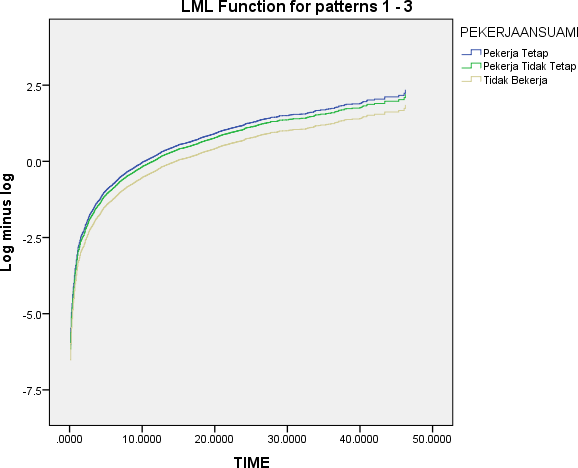 LML Function for patterns 1 - 3
PEKERJAANSUAMI
Pekerja Tetap
Pekerja Tidak Tetap
Tidak Bekerja
Log minus log
2.5
0.0
-2.5
-5.0
-7.5
.0000 10.0000 20.0000 30.0000 40.0000 50.0000
TIME